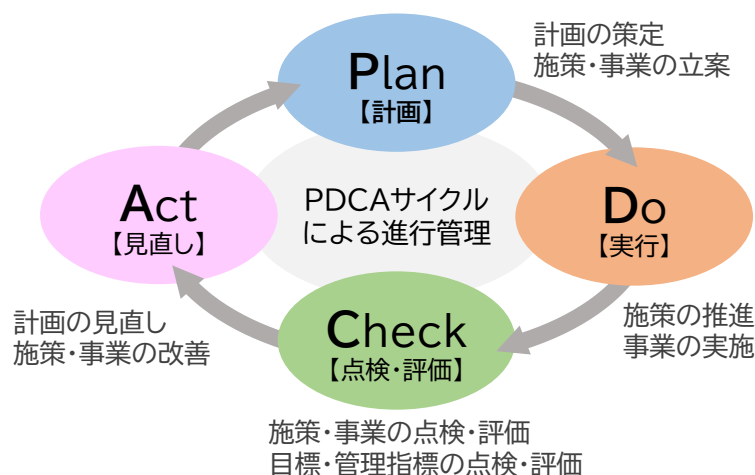 Plan
【計画】
計画の策定
施策・事業の立案
Do
【実行】
施策の推進
事業の実施
Check
【点検・評価】
施策・事業の点検・評価
目標・管理指標の点検・評価
Act
【見直し】
計画の見直し
施策・事業の改善
PDCAサイクル
による進行管理